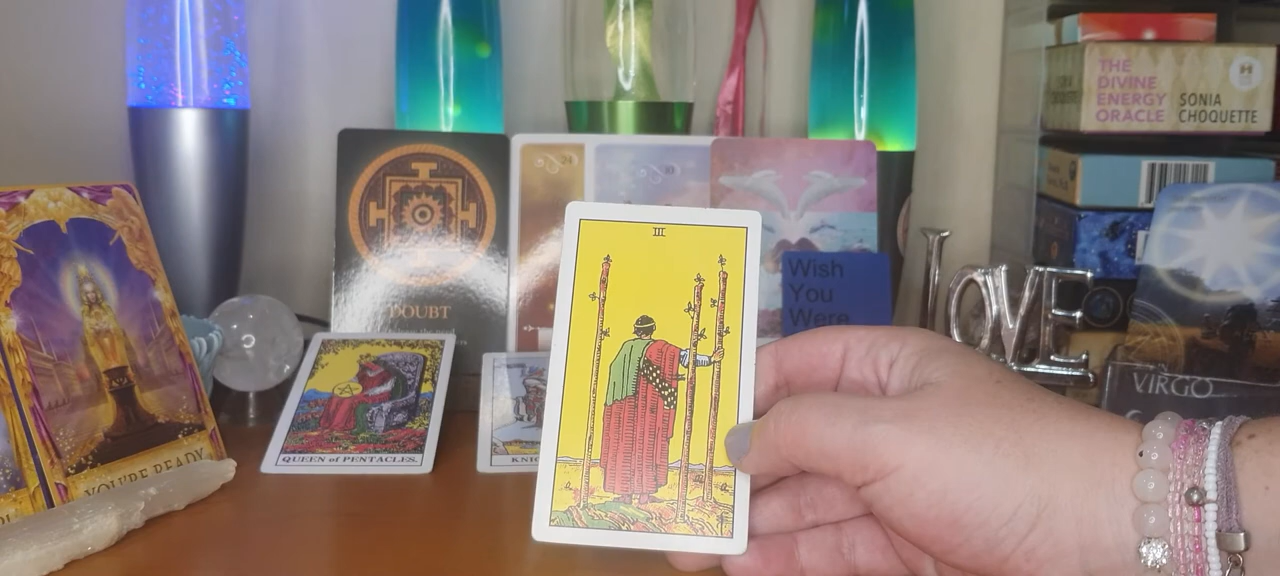 THE
DIVINE
ENERGY
ORACLE
SONIA
CHOQUETTE
24
III
DOUBT
Wish
You
Were
LOVE
VIRGO
QUEEN of PENTACLES.
YOU'RE READY